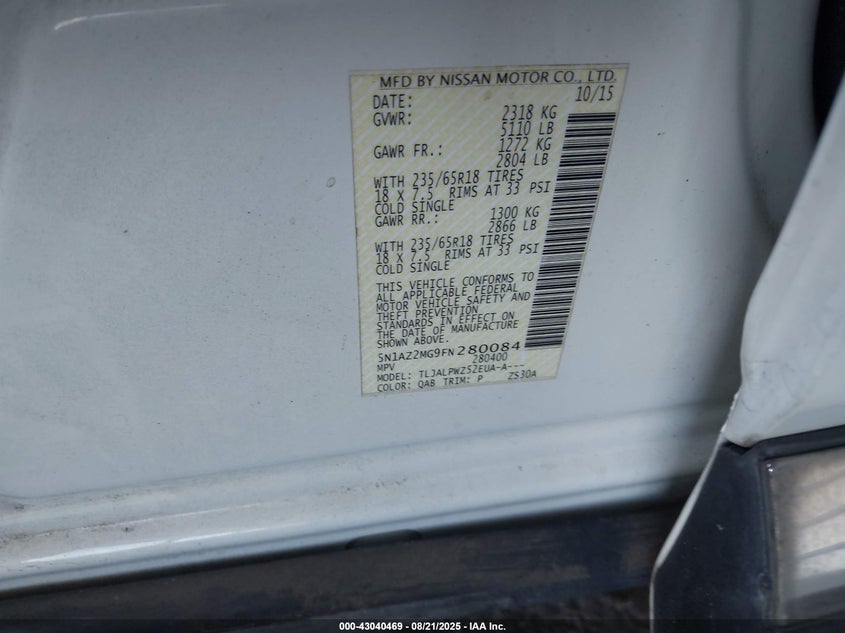 MFD BY NISSAN MOTOR CO., LTD.
DATE: 10/15
GVWR: 2318 KG
5110 LB
GAWR FR.: 1272 KG
2804 LB
WITH 235/65R18 TIRES
18 X 7.5 RIMS AT 33 PSI
COLD SINGLE
GAWR RR.: 1300 KG
2866 LB
WITH 235/65R18 TIRES
18 X 7.5 RIMS AT 33 PSI
COLD SINGLE
THIS VEHICLE CONFORMS TO
ALL APPLICABLE FEDERAL
MOTOR VEHICLE SAFETY AND
THEFT PREVENTION
STANDARDS IN EFFECT ON
THE DATE OF MANUFACTURE
SHOWN ABOVE.
5N1AZ2MG9FN280084
MPV 280400
MODEL: TLJALPWZ52EUA-A---
COLOR: QAB TRIM: P ZS30A
000-43040469 - 08/21/2025 - IAA Inc.